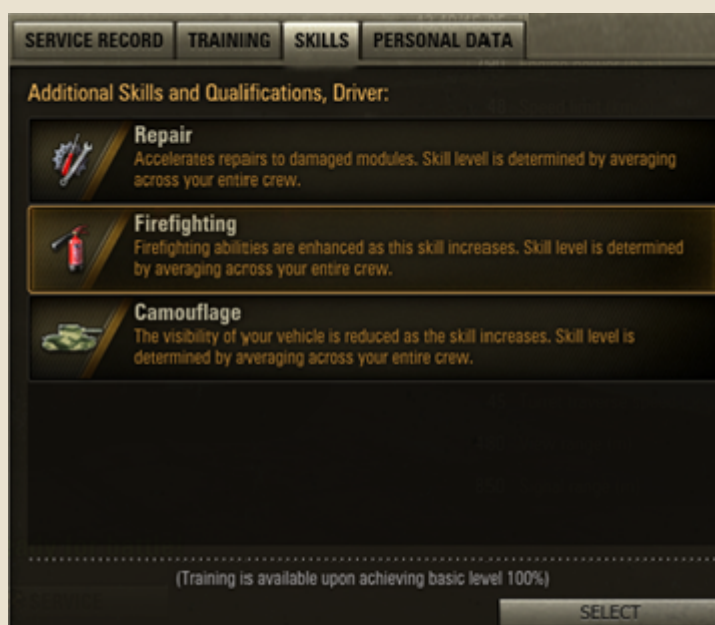 SERVICE RECORD TRAINING SKILLS PERSONAL DATA
Additional Skills and Qualifications, Driver:
Repair
Accelerates repairs to damaged modules. Skill level is determined by averaging
across your entire crew.
Firefighting
Firefighting abilities are enhanced as this skill increases. Skill level is determined
by averaging across your entire crew.
Camouflage
The visibility of your vehicle is reduced as the skill increases. Skill level is
determined by averaging across your entire crew.
(Training is available upon achieving basic level 100%)
SELECT